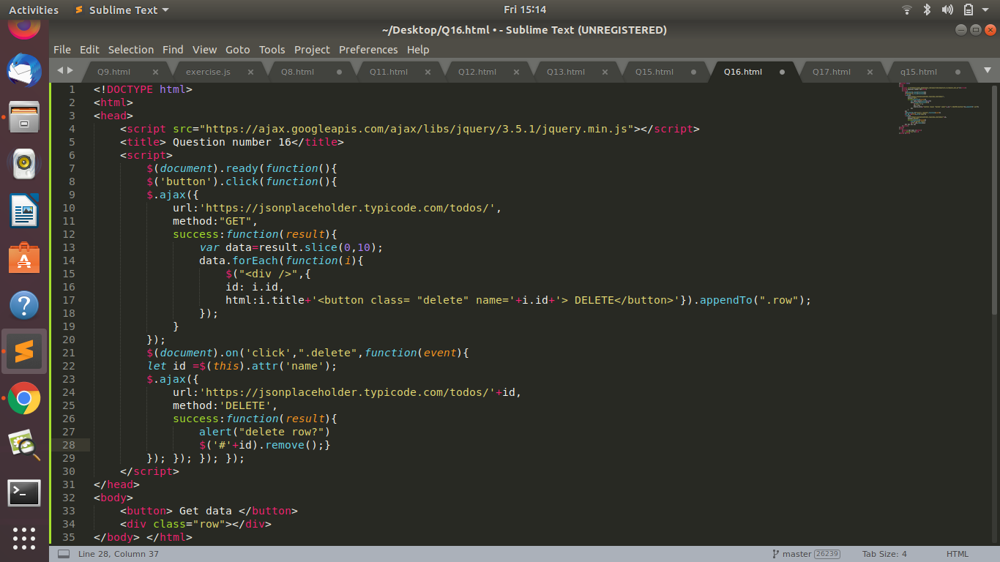 Activities Sublime Text Fri 15:14
~/Desktop/Q16.html • - Sublime Text (UNREGISTERED)
File Edit Selection Find View Goto Tools Project Preferences Help
Q9.html × exercise.js × Q8.html Q11.html × Q12.html × Q13.html × Q15.html Q16.html Q17.html × q15.html
1 <!DOCTYPE html>
2 <html>
3 <head>
4 <script src="https://ajax.googleapis.com/ajax/libs/jquery/3.5.1/jquery.min.js"></script>
5 <title> Question number 16</title>
6 <script>
7 $(document).ready(function(){
8 $('button').click(function(){
9 $.ajax({
10 url:'https://jsonplaceholder.typicode.com/todos/',
11 method:"GET",
12 success:function(result){
13 var data=result.slice(0,10);
14 data.forEach(function(i){
15 $("<div />",{
16 id: i.id,
17 html:i.title+'<button class= "delete" name='+i.id+'> DELETE</button>'}).appendTo(".row");
18 });
19 }
20 });
21 $(document).on('click',".delete",function(event){
22 let id =$(this).attr('name');
23 $.ajax({
24 url:'https://jsonplaceholder.typicode.com/todos/'+id,
25 method:'DELETE',
26 success:function(result){
27 alert("delete row?")
28 $('#'+id).remove();}
29 }); }); }); });
30 </script>
31 </head>
32 <body>
33 <button> Get data </button>
34 <div class="row"></div>
35 </body> </html>
Line 28, Column 37 master 26239 Tab Size: 4 HTML